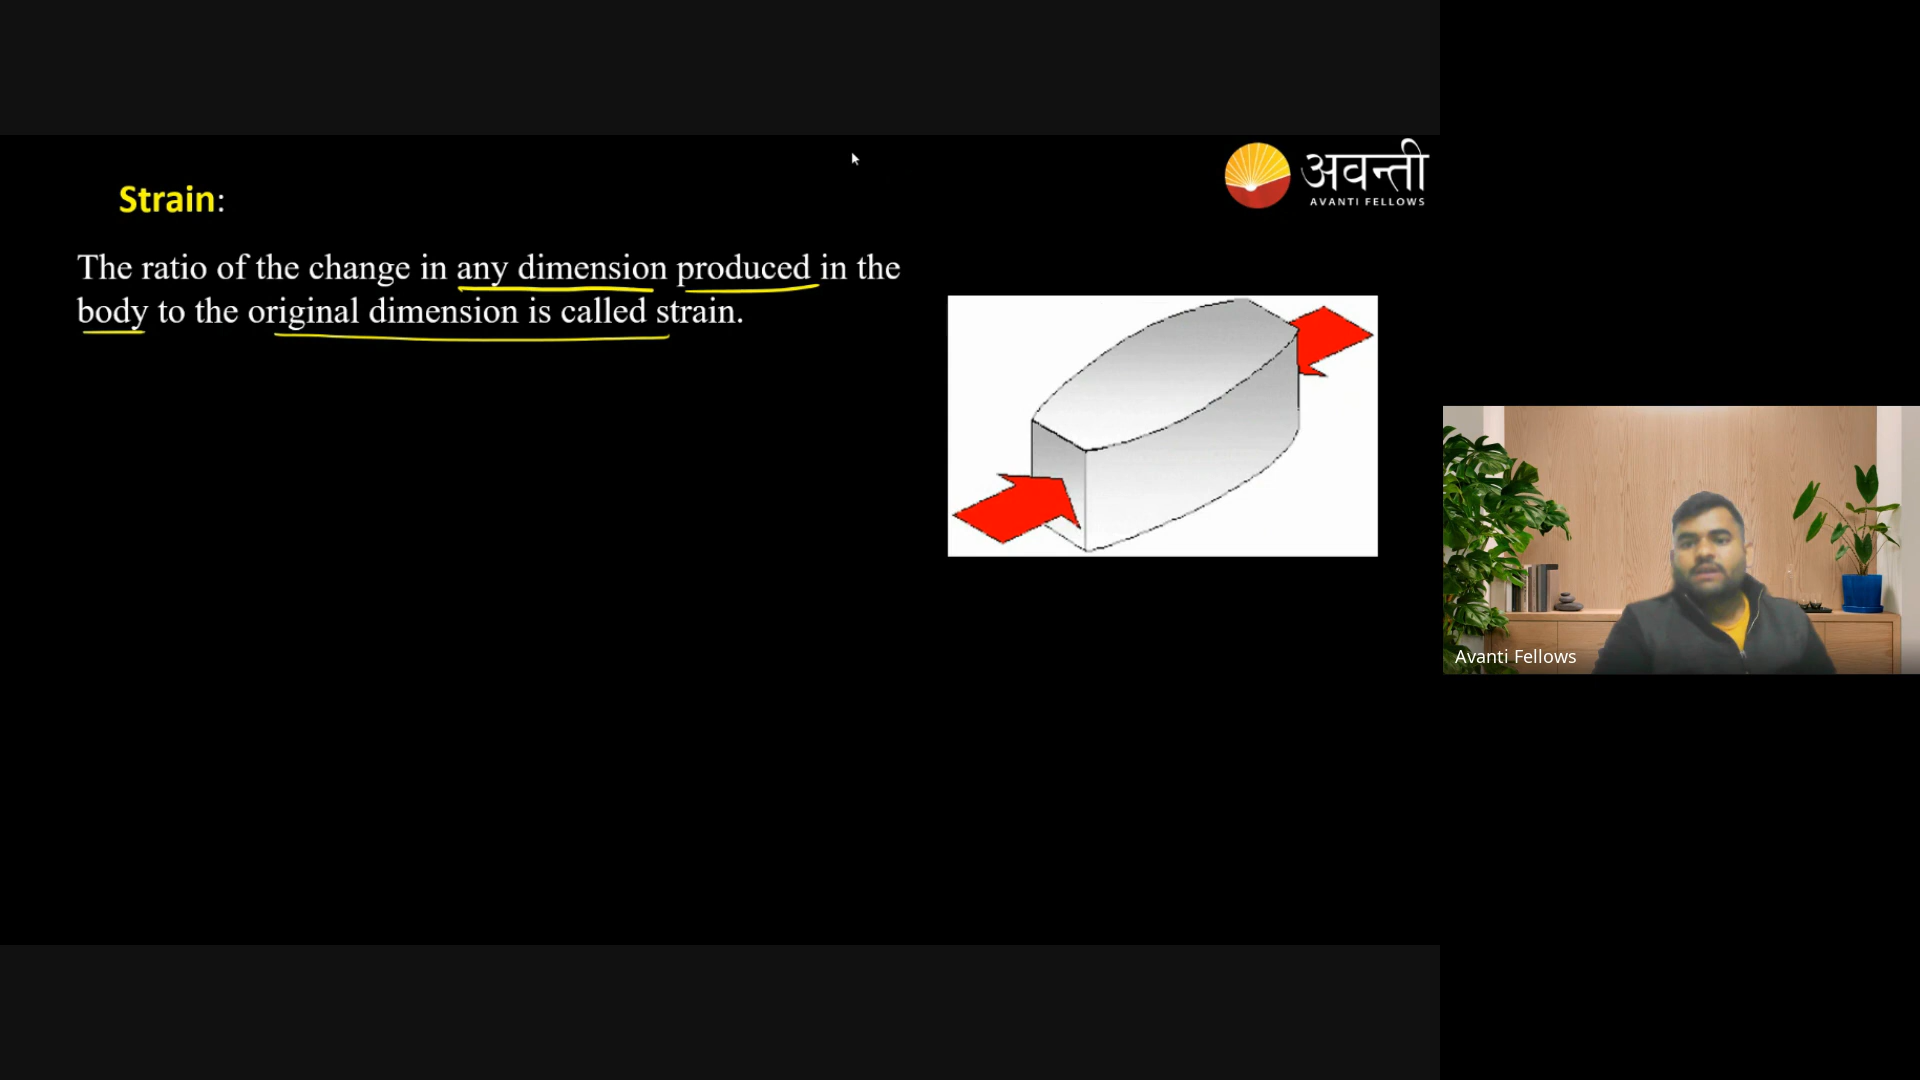 Strain:
The ratio of the change in any dimension produced in the
body to the original dimension is called strain.
अवन्ती
AVANTI FELLOWS
Avanti Fellows